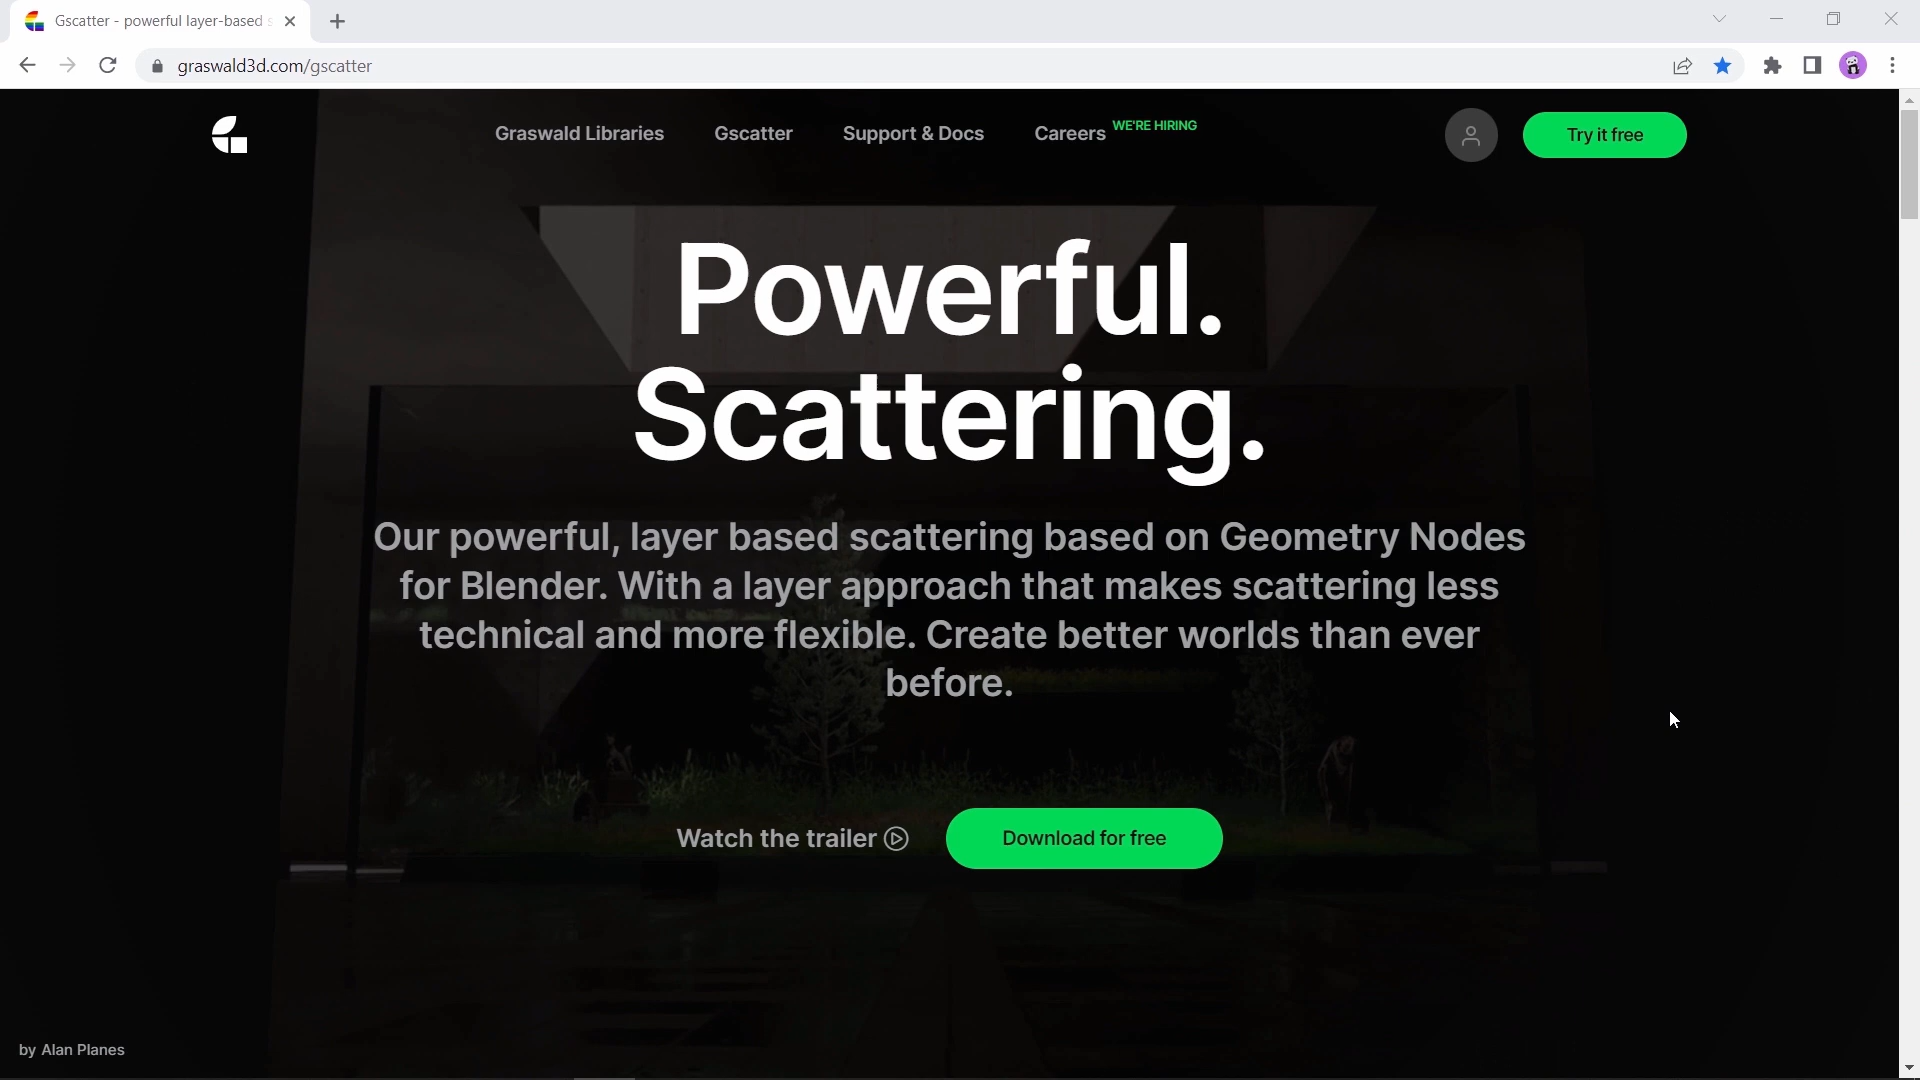 Gscatter - powerful layer-based s
graswald3d.com/gscatter
Graswald Libraries
Gscatter
Support & Docs
Careers WE'RE HIRING
Try it free
Powerful.
Scattering.
Our powerful, layer based scattering based on Geometry Nodes
for Blender. With a layer approach that makes scattering less
technical and more flexible. Create better worlds than ever
before.
Watch the trailer
Download for free
by Alan Planes